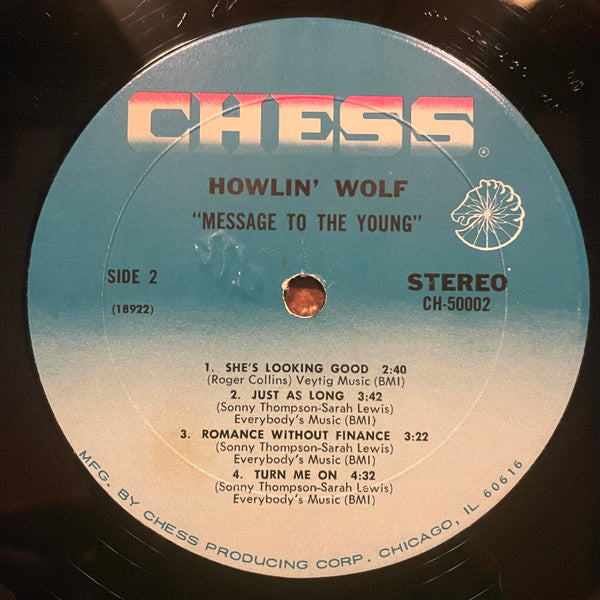 CHESS®
HOWLIN' WOLF
"MESSAGE TO THE YOUNG"
SIDE 2
STEREO
(18922)
CH-50002
1. SHE'S LOOKING GOOD 2:40
(Roger Collins) Veytig Music (BMI)
2. JUST AS LONG 3:42
(Sonny Thompson-Sarah Lewis)
Everybody's Music (BMI)
3. ROMANCE WITHOUT FINANCE 3:22
(Sonny Thompson-Sarah Lewis)
Everybody's Music (BMI)
4. TURN ME ON 4:32
(Sonny Thompson-Sarah Lewis)
Everybody's Music (BMI)
MFG. BY CHESS PRODUCING CORP. CHICAGO, IL 60616